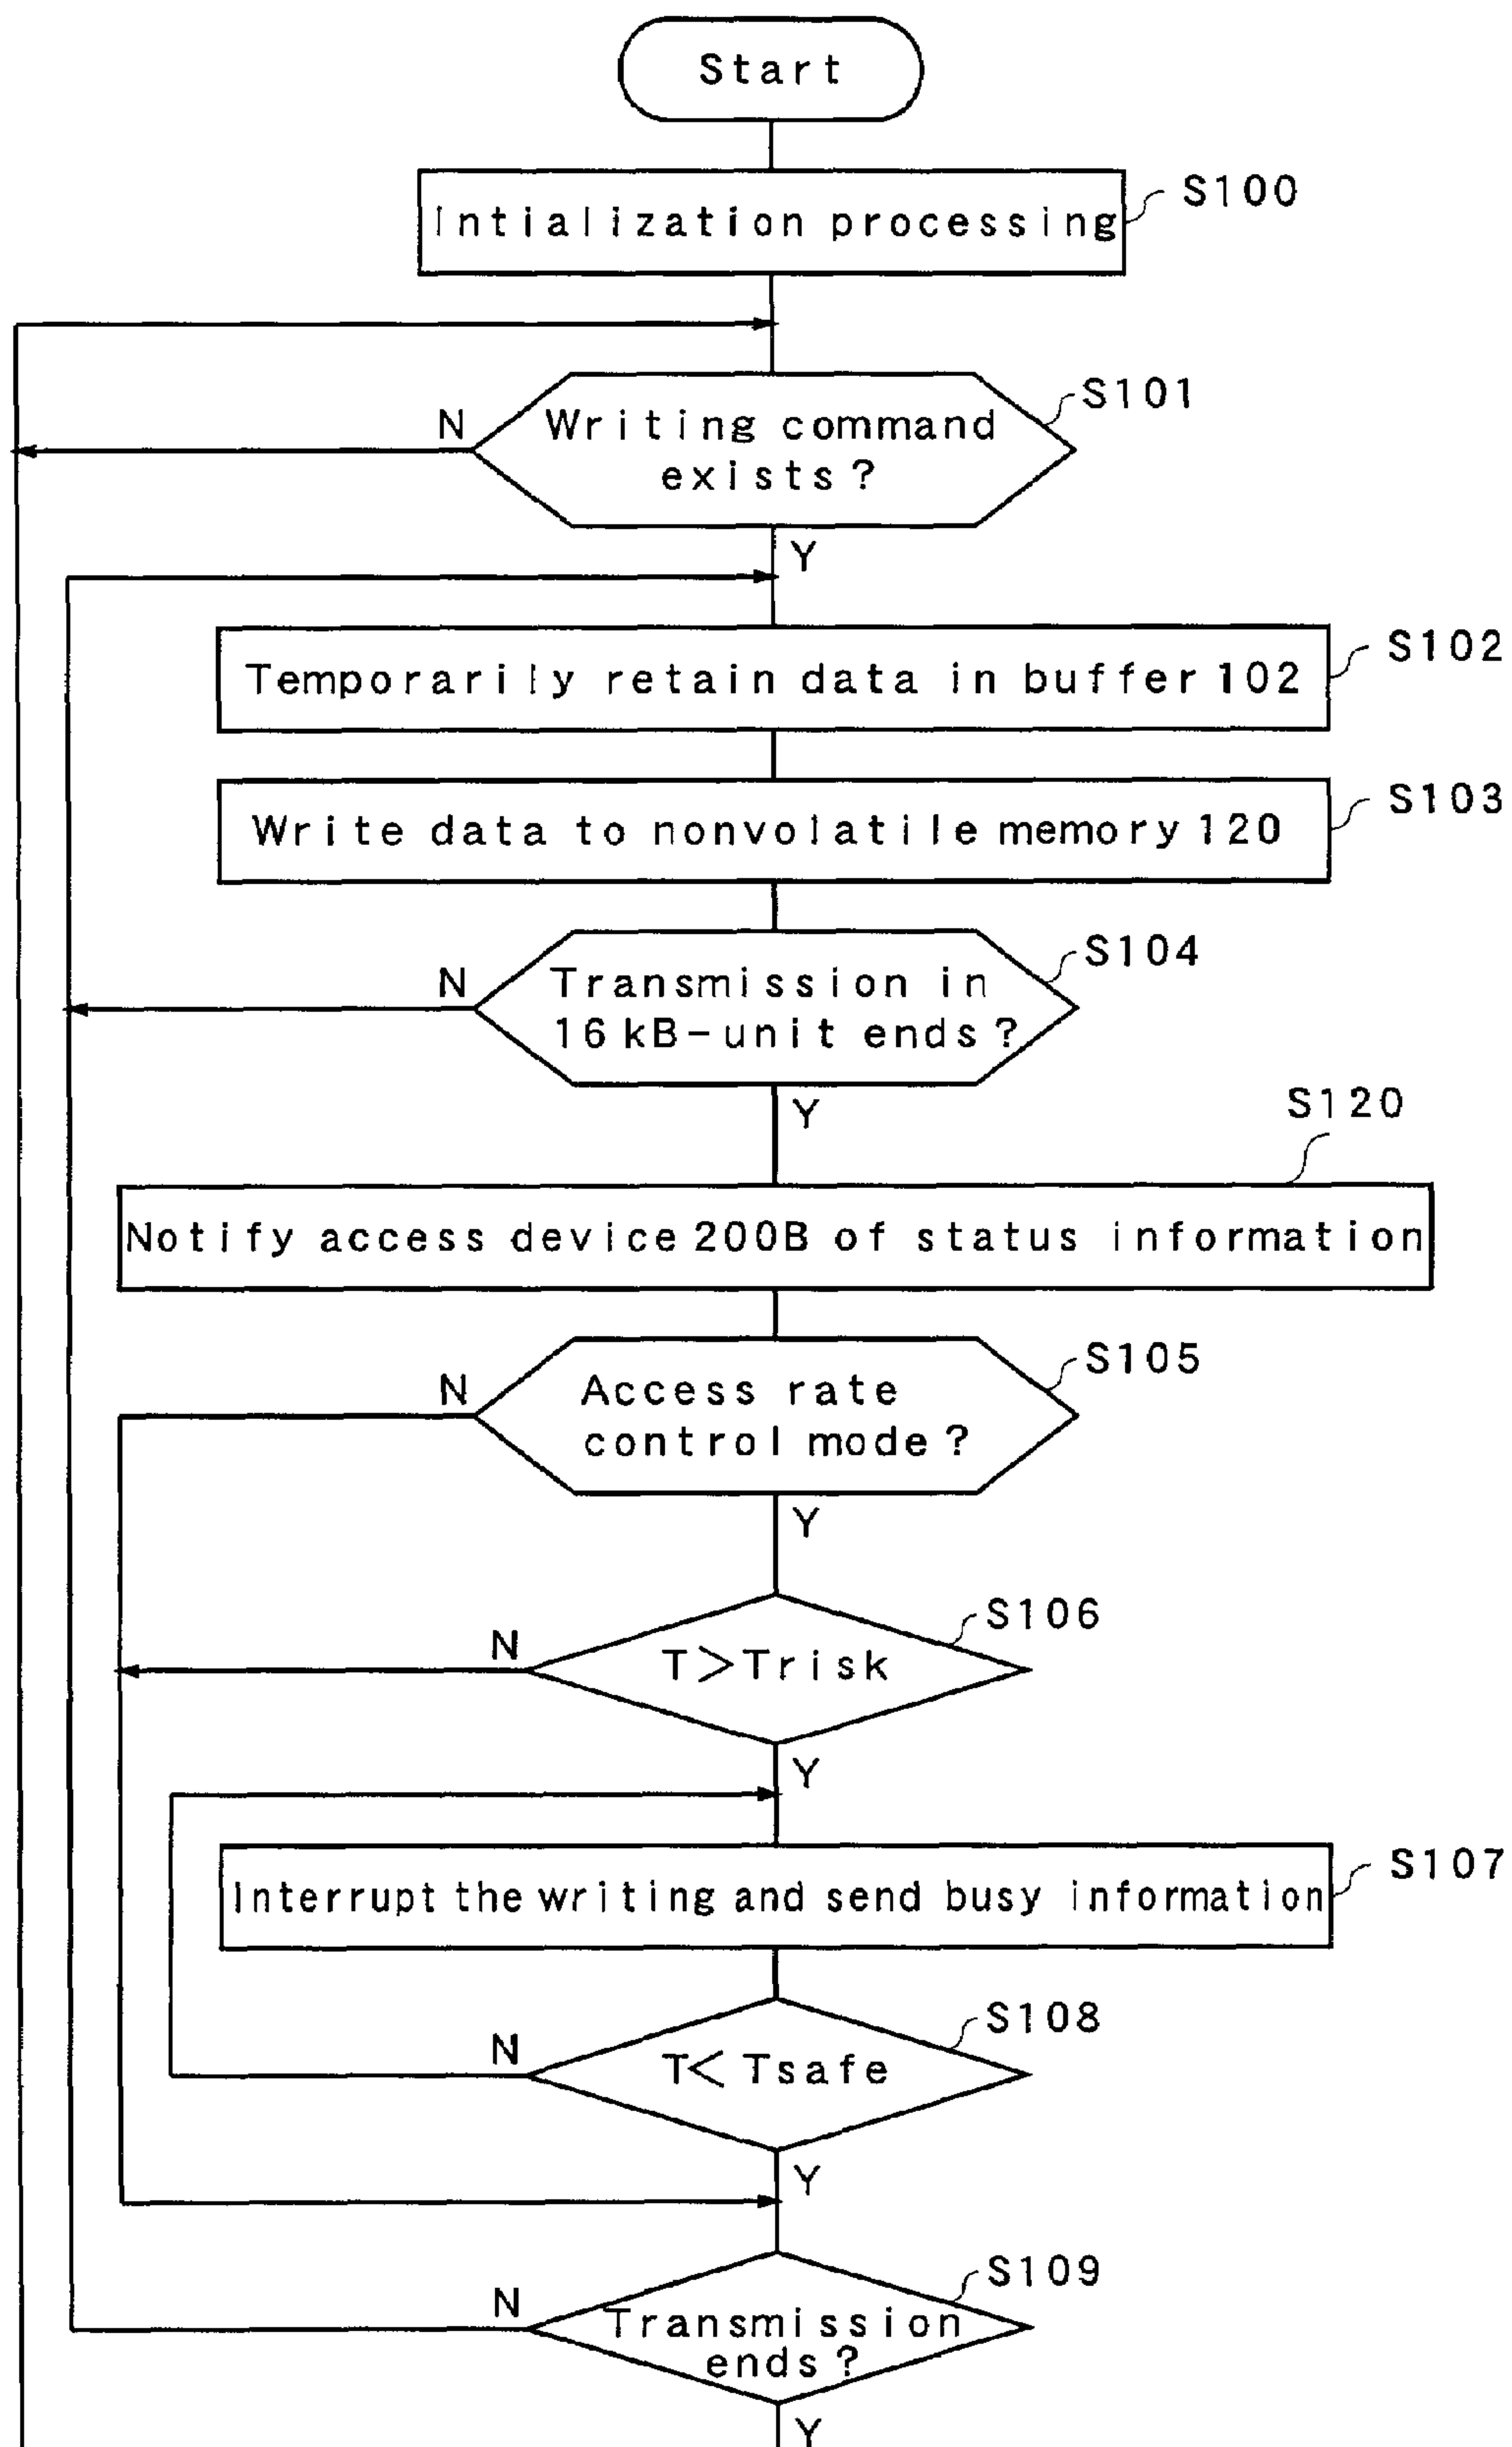 Start
S100
Intialization processing
S101
N
Writing command
exists?
Y
S102
Temporarily retain data in buffer 102
S103
Write data to nonvolatile memory 120
S104
N
Transmission in
16kB-unit ends?
Y
S120
Notify access device 200B of status information
S105
N
Access rate
control mode?
Y
S106
N
T>Trisk
Y
S107
Interrupt the writing and send busy information
S108
N
T< Tsafe
Y
S109
N
Transmission
ends?
Y